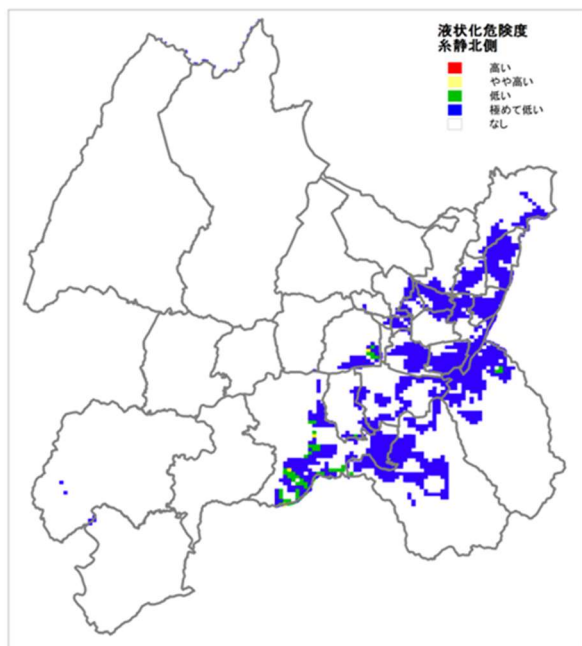 液状化危険度
糸静北側
高い
やや高い
低い
極めて低い
なし